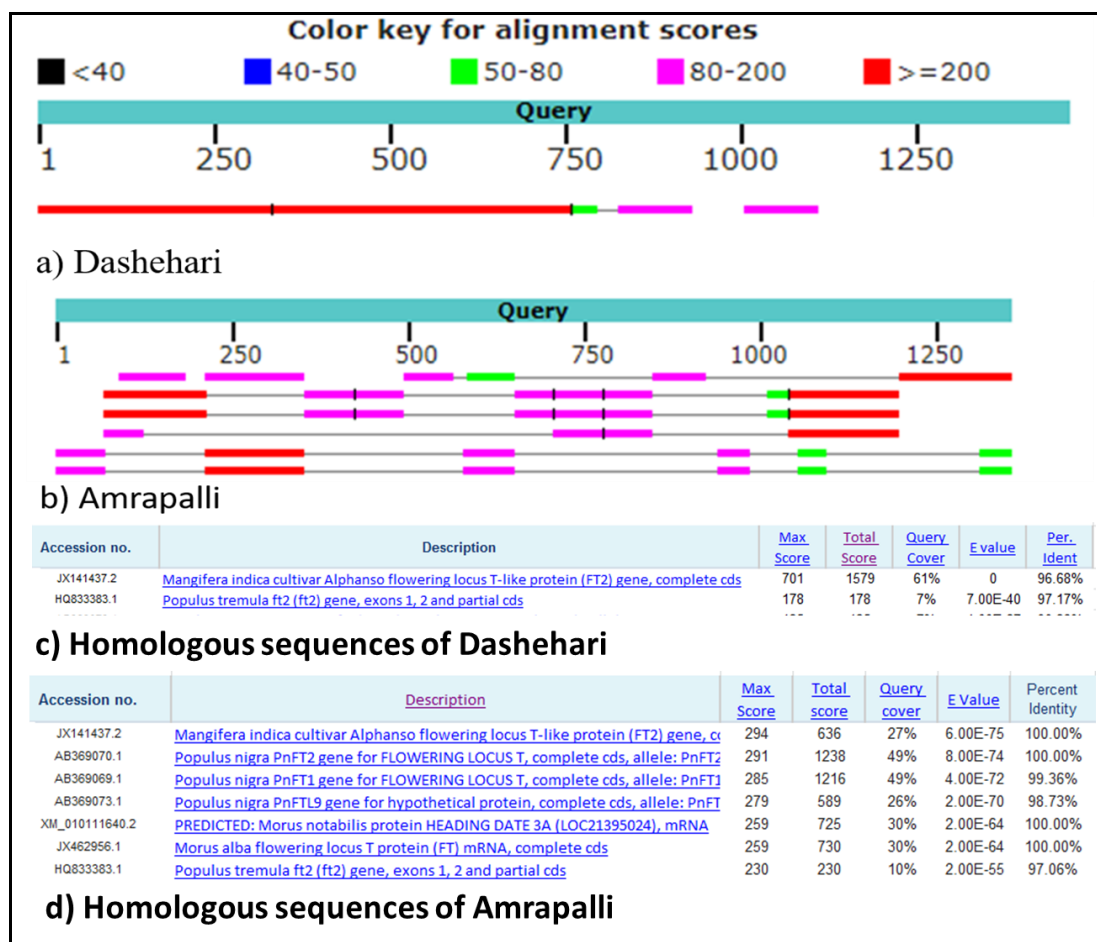 Color key for alignment scores
<40 40-50 50-80 80-200 >=200
Query
1 250 500 750 1000 1250
a) Dashehari
Query
1 250 500 750 1000 1250
b) Amrapalli
Accession no. Description Max Score Total Score Query Cover E value Per. Ident
JX141437.2 Mangifera indica cultivar Alphanso flowering locus T-like protein (FT2) gene, complete cds 701 1579 61% 0 96.68%
HQ833383.1 Populus tremula ft2 (ft2) gene, exons 1, 2 and partial cds 178 178 7% 7.00E-40 97.17%
c) Homologous sequences of Dashehari
Accession no. Description Max Score Total score Query cover E Value Percent Identity
JX141437.2 Mangifera indica cultivar Alphanso flowering locus T-like protein (FT2) gene, 294 636 27% 6.00E-75 100.00%
AB369070.1 Populus nigra PnFT2 gene for FLOWERING LOCUS T, complete cds, allele: PnFT2 291 1238 49% 8.00E-74 100.00%
AB369069.1 Populus nigra PnFT1 gene for FLOWERING LOCUS T, complete cds, allele: PnFT1 285 1216 49% 4.00E-72 99.36%
AB369073.1 Populus nigra PnFTL9 gene for hypothetical protein, complete cds, allele: PnFT 279 589 26% 2.00E-70 98.73%
XM_010111640.2 PREDICTED: Morus notabilis protein HEADING DATE 3A (LOC21395024), mRNA 259 725 30% 2.00E-64 100.00%
JX462956.1 Morus alba flowering locus T protein (FT) mRNA, complete cds 259 730 30% 2.00E-64 100.00%
HQ833383.1 Populus tremula ft2 (ft2) gene, exons 1, 2 and partial cds 230 230 10% 2.00E-55 97.06%
d) Homologous sequences of Amrapalli